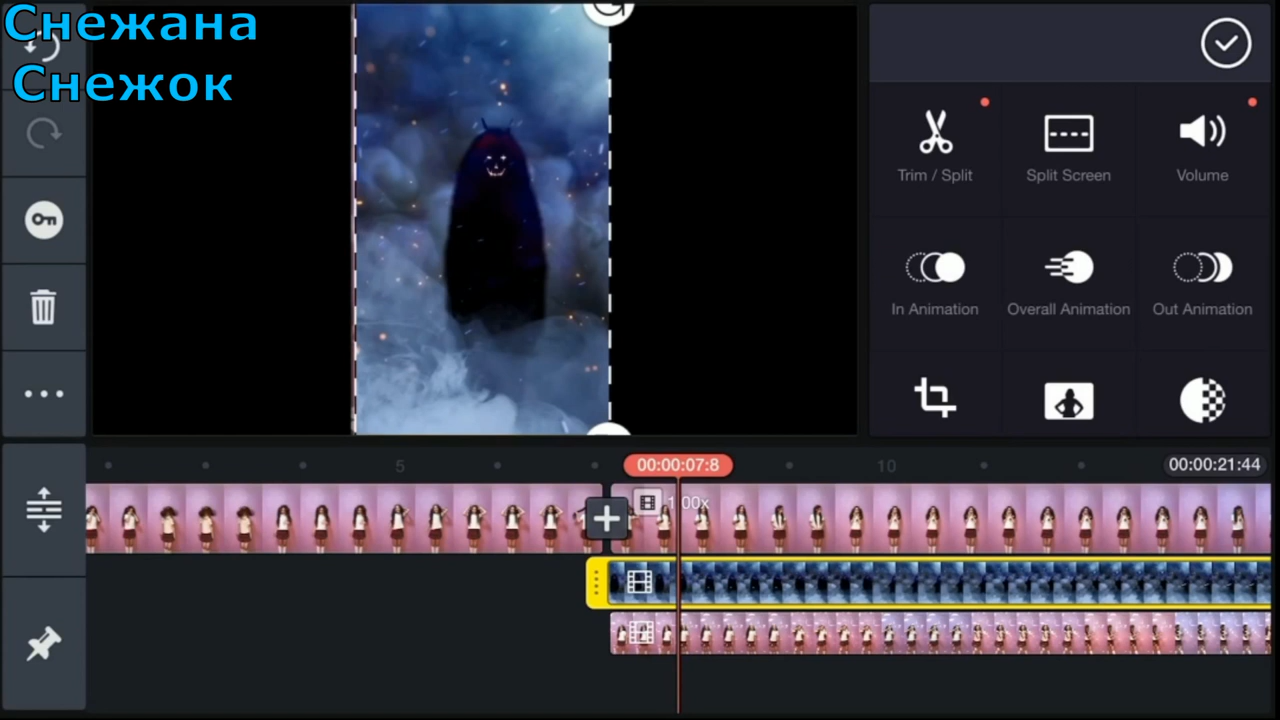 Снежана
Снежок
Trim / Split
Split Screen
Volume
In Animation
Overall Animation
Out Animation
5
00:00:07:8
10
00:00:21:44
1.00x